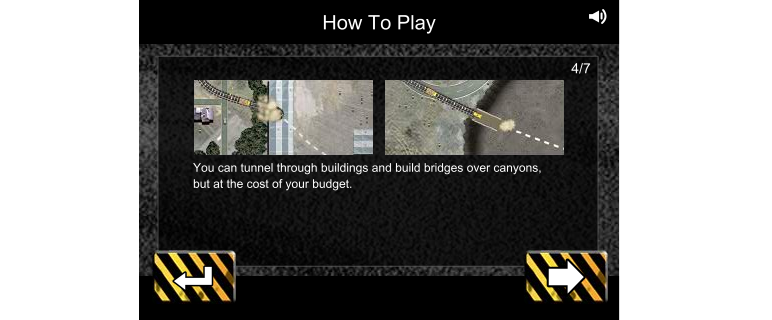 How To Play
4/7
You can tunnel through buildings and build bridges over canyons,
but at the cost of your budget.